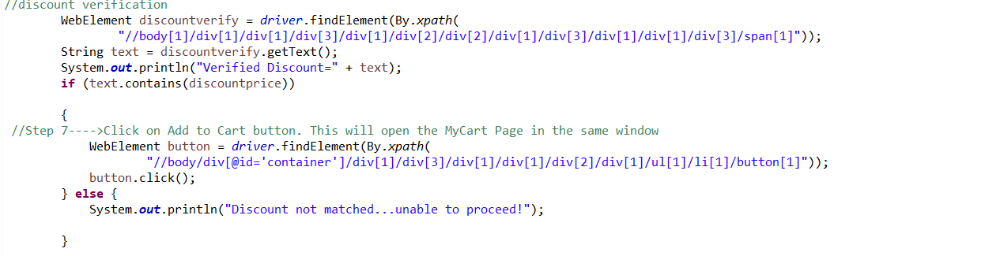 //discount verification
WebElement discountverify = driver.findElement(By.xpath(
"//body[1]/div[1]/div[1]/div[3]/div[1]/div[2]/div[2]/div[1]/div[3]/div[1]/div[1]/div[3]/span[1]"));
String text = discountverify.getText();
System.out.println("Verified Discount=" + text);
if (text.contains(discountprice))
{
//Step 7---->Click on Add to Cart button. This will open the MyCart Page in the same window
WebElement button = driver.findElement(By.xpath(
"//body/div[@id='container']/div[1]/div[3]/div[1]/div[1]/div[2]/div[1]/ul[1]/li[1]/button[1]"));
button.click();
} else {
System.out.println("Discount not matched...unable to proceed!");
}